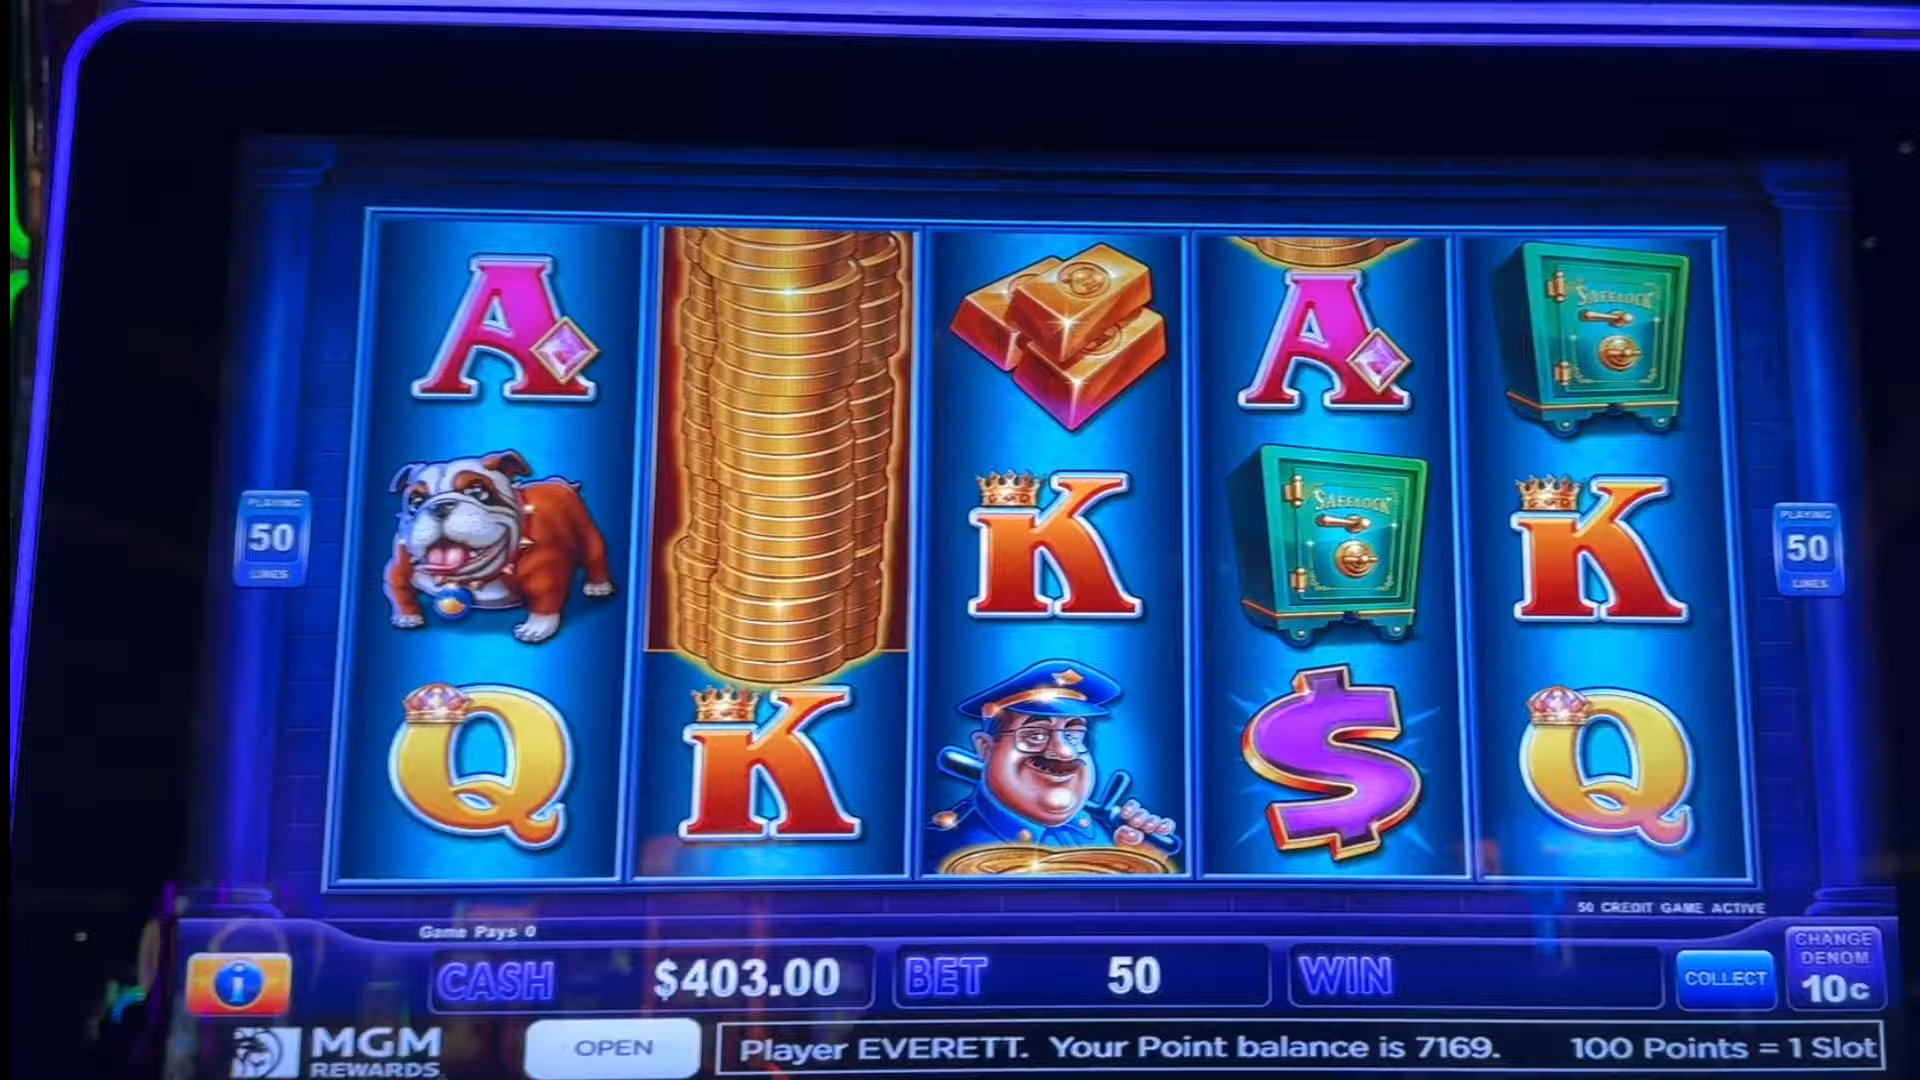 A
A
SAFELOCK
K
SAFELOCK
K
PLAYING
50
LINES
PLAYING
50
LINES
Q
K
$
Q
50 CREDIT GAME ACTIVE
Game Pays 0
CASH $403.00 BET 50 WIN
COLLECT
CHANGE
DENOM
10¢
i
MGM
REWARDS
OPEN
Player EVERETT. Your Point balance is 7169. 100 Points = 1 Slot